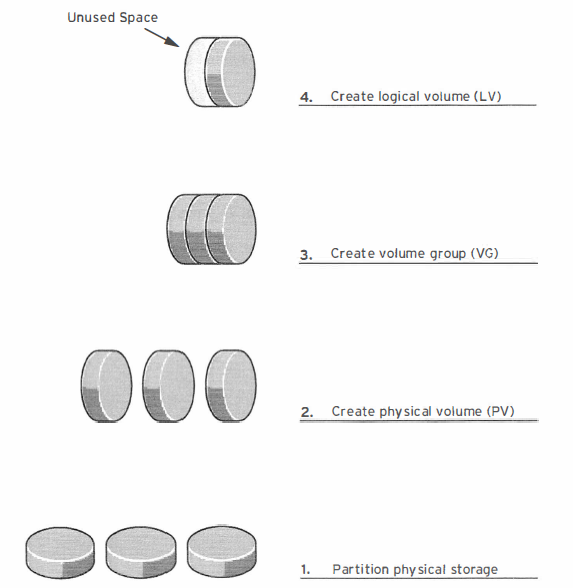 Unused Space
4. Create logical volume (LV)
3. Create volume group (VG)
2. Create physical volume (PV)
1. Partition physical storage